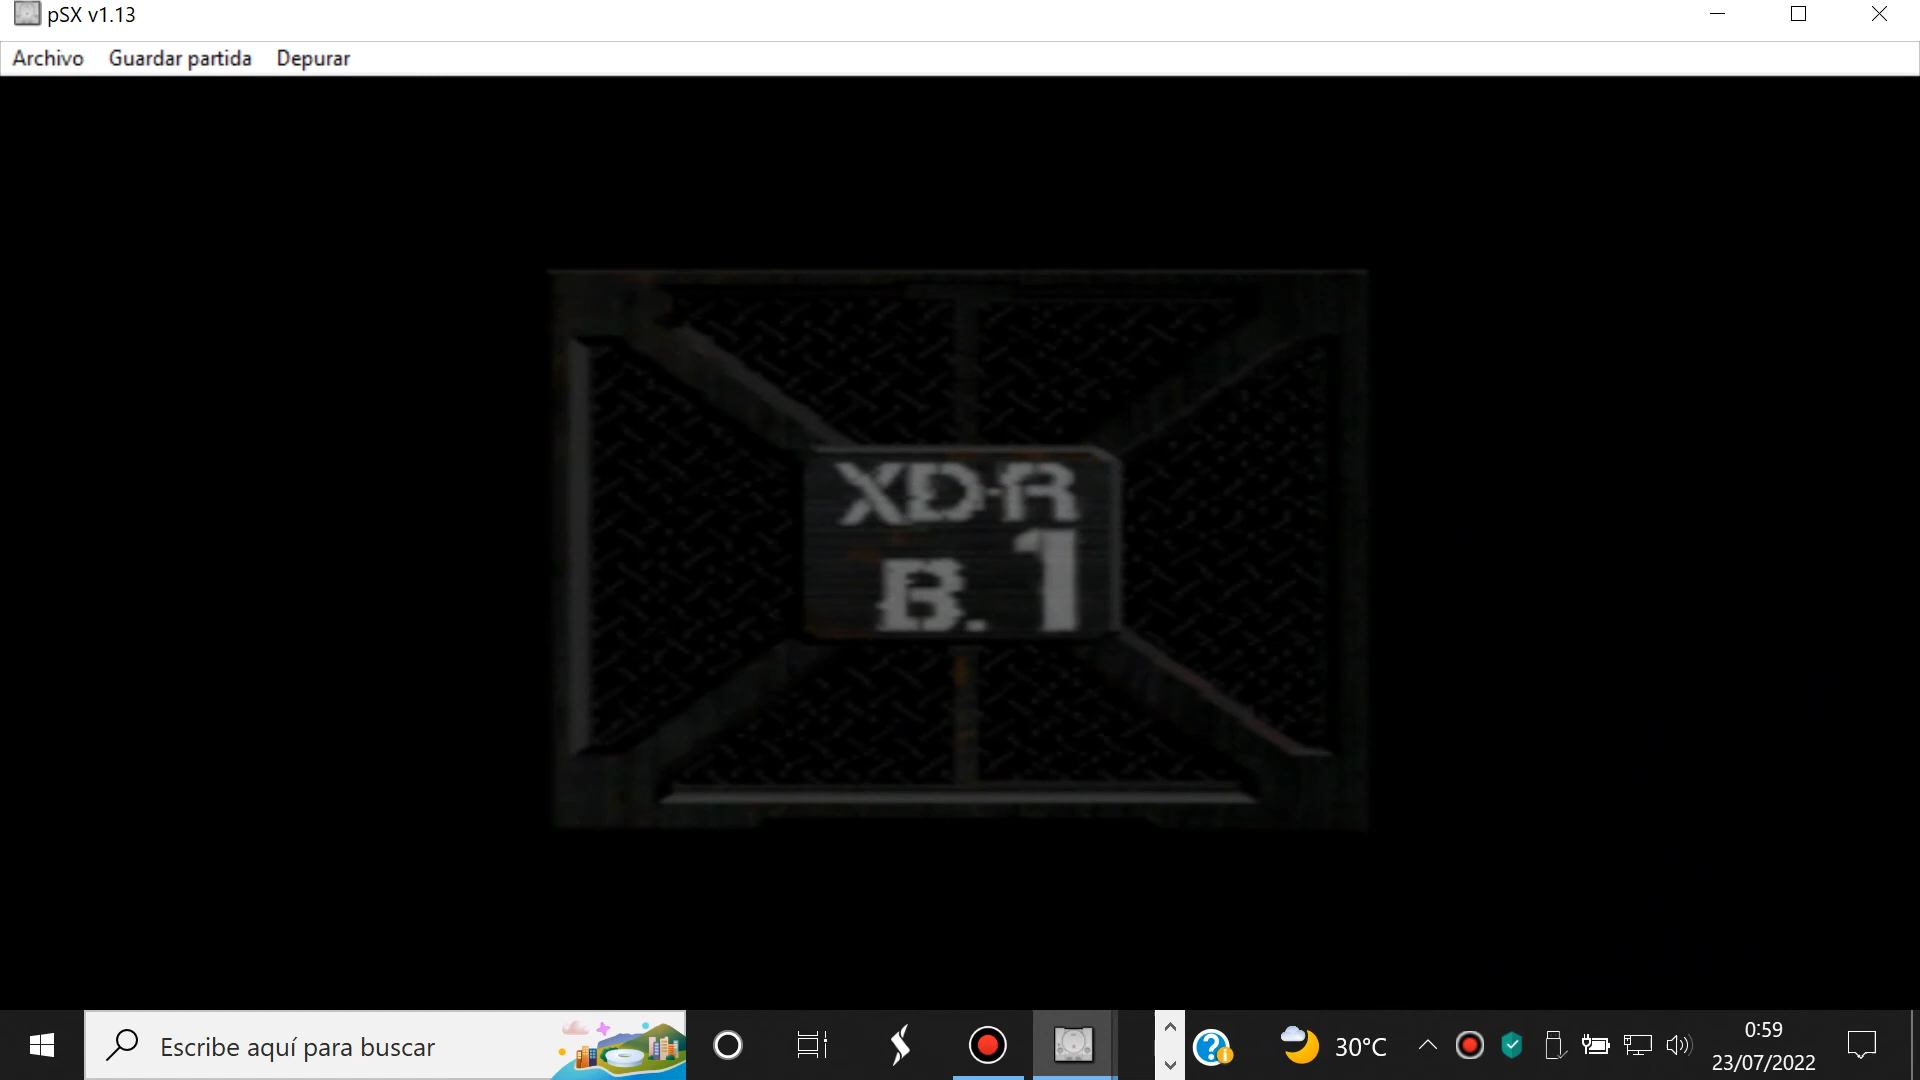 pSX v1.13
Archivo Guardar partida Depurar
XD-R
B.1
Escribe aquí para buscar
30°C
0:59
23/07/2022